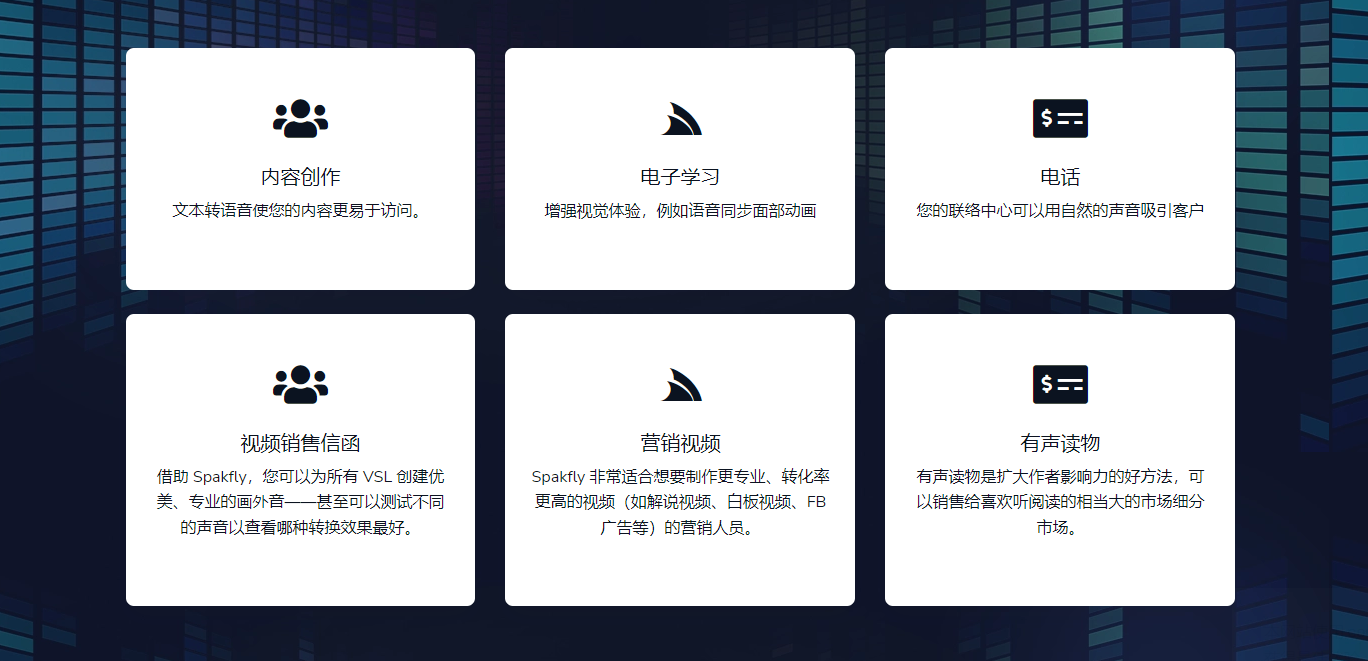 内容创作
文本转语音使您的内容更易于访问。
电子学习
增强视觉体验，例如语音同步面部动画
电话
您的联络中心可以用自然的声音吸引客户
视频销售信函
借助 Spakfly，您可以为所有 VSL 创建优
美、专业的画外音——甚至可以测试不同
的声音以查看哪种转换效果最好。
营销视频
Spakfly 非常适合想要制作更专业、转化率
更高的视频（如解说视频、白板视频、FB
广告等）的营销人员。
有声读物
有声读物是扩大作者影响力的好方法，可
以销售给喜欢听阅读的相当大的市场细分
市场。